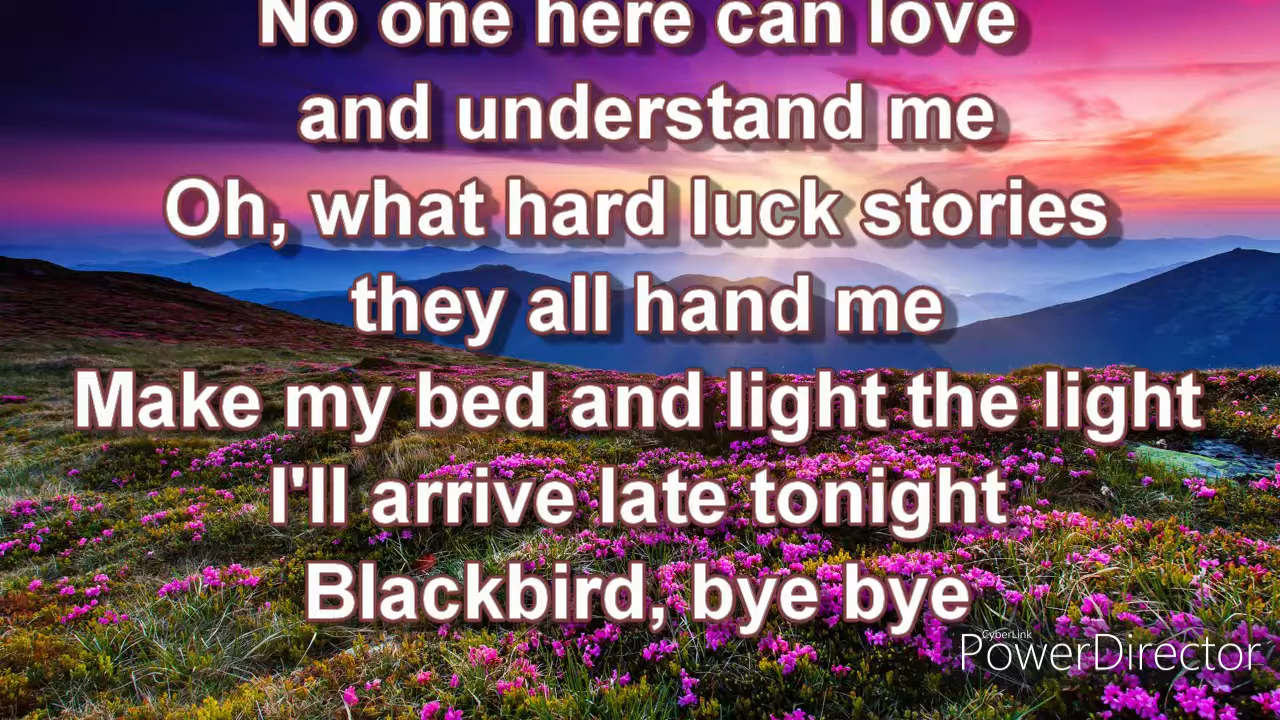 No one here can love
and understand me
Oh, what hard luck stories
they all hand me
Make my bed and light the light
I'll arrive late tonight
Blackbird, bye bye
CyberLink
PowerDirector